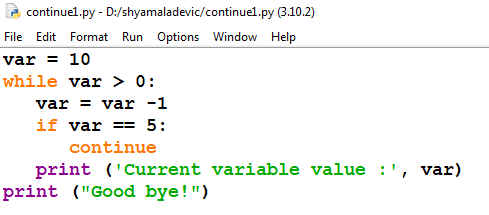 continue1.py - D:/shyamaladevic/continue1.py (3.10.2)
File Edit Format Run Options Window Help
var = 10
while var > 0:
   var = var -1
   if var == 5:
      continue
   print ('Current variable value :', var)
print ("Good bye!")